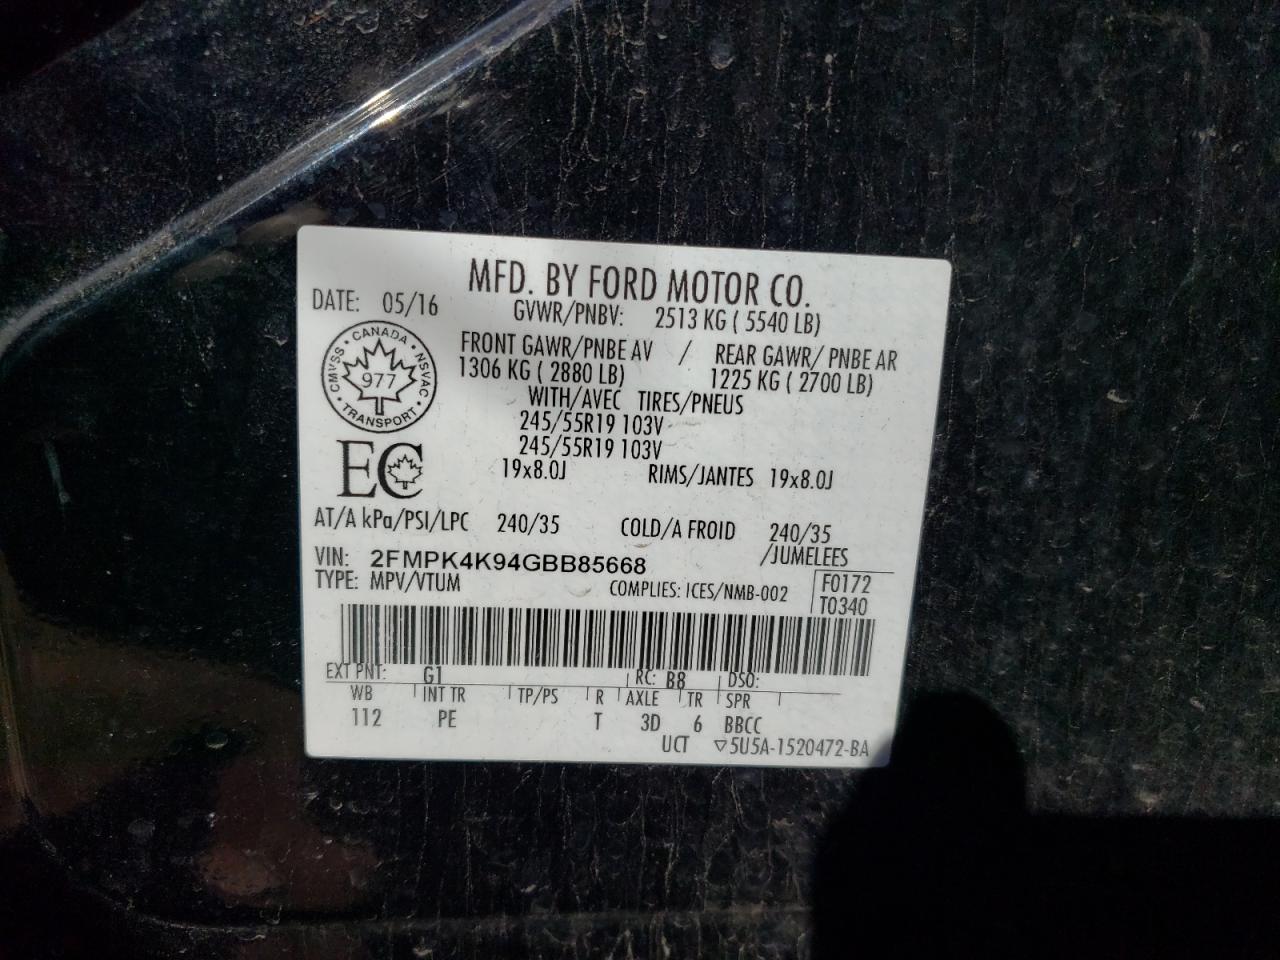 MFD. BY FORD MOTOR CO.
DATE: 05/16 GVWR/PNBV: 2513 KG ( 5540 LB)
FRONT GAWR/PNBE AV / REAR GAWR/ PNBE AR
1306 KG ( 2880 LB) 1225 KG ( 2700 LB)
WITH/AVEC TIRES/PNEUS
245/55R19 103V
245/55R19 103V
19x8.0J RIMS/JANTES 19x8.0J
CANADA
CMVSS NSVAC
977
TRANSPORT
EC
AT/A kPa/PSI/LPC 240/35 COLD/A FROID 240/35
VIN: 2FMPK4K94GBB85668 /JUMELEES
TYPE: MPV/VTUM COMPLIES: ICES/NMB-002 F0172
T0340
EXT PNT: G1 RC: B8 DSO:
WB INT TR TP/PS R AXLE TR SPR
112 PE T 3D 6 BBCC
UCT ▽5U5A-1520472-BA